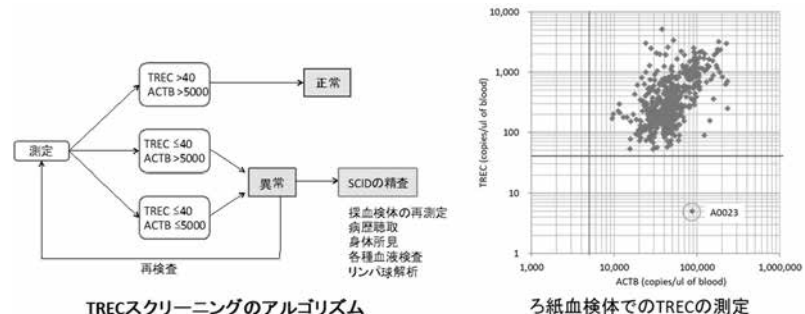 測定
TREC >40
ACTB >5000
TREC ≤40
ACTB >5000
TREC ≤40
ACTB ≤5000
正常
異常
SCIDの精査
採血検体の再測定
病歴聴取
身体所見
各種血液検査
リンパ球解析
再検査
TRECスクリーニングのアルゴリズム
TREC (copies/ul of blood)
10,000
1,000
100
10
1
A0023
1,000
10,000
100,000
1,000,000
ACTB (copies/ul of blood)
ろ紙血検体でのTRECの測定